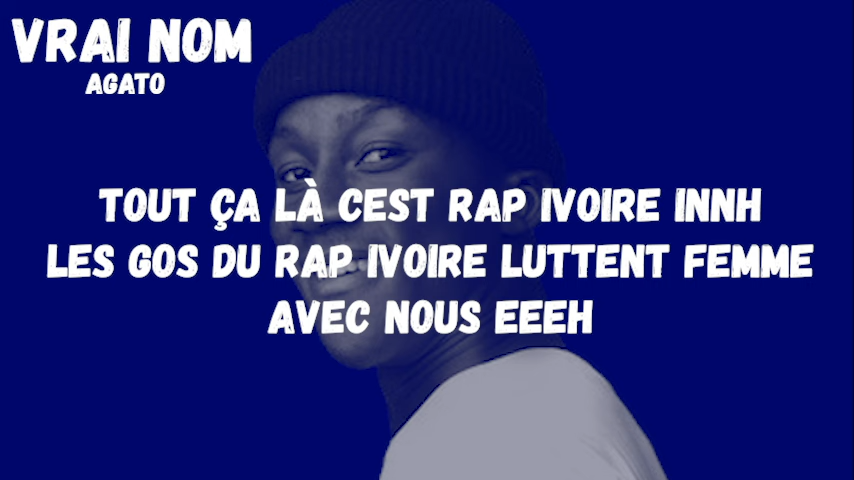 VRAI NOM
AGATO
TOUT ÇA LÀ CEST RAP IVOIRE INNH
LES GOS DU RAP IVOIRE LUTTENT FEMME
AVEC NOUS EEEH